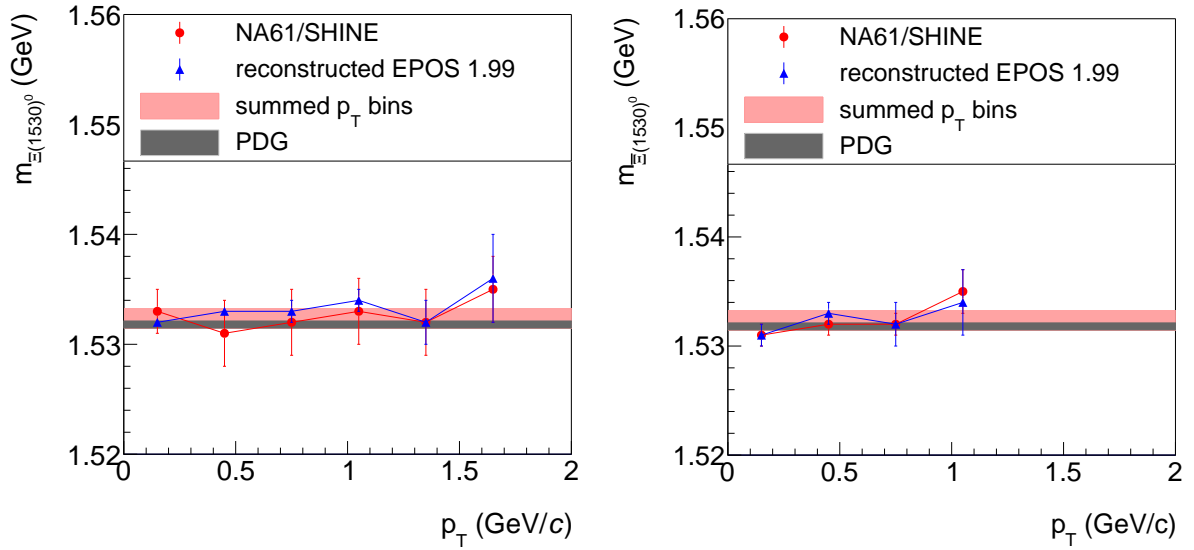 1.56
NA61/SHINE
reconstructed EPOS 1.99
summed p_T bins
PDG
1.55
1.54
1.53
1.52
m_Ξ(1530)⁰ (GeV)
0 0.5 1 1.5 2
p_T (GeV/c)
1.56
NA61/SHINE
reconstructed EPOS 1.99
summed p_T bins
PDG
1.55
1.54
1.53
1.52
m_Ξ̄(1530)⁰ (GeV)
0 0.5 1 1.5 2
p_T (GeV/c)